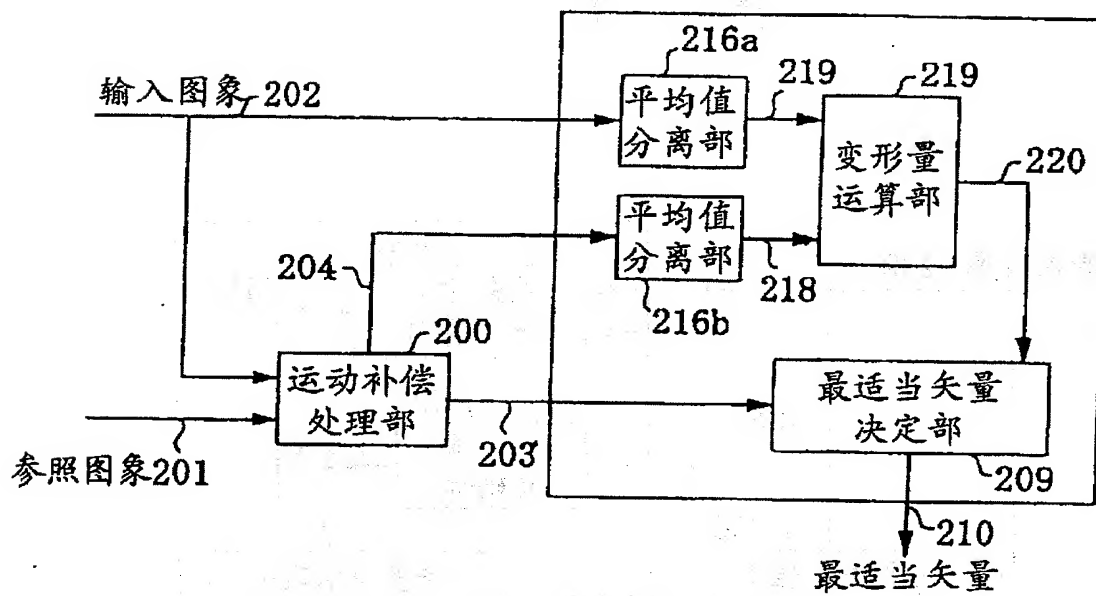 输入图象 202
216a
平均值
分离部
219
219
变形量
运算部
220
平均值
分离部
218
216b
204
200
运动补偿
处理部
203
参照图象 201
最适当矢量
决定部
209
210
最适当矢量